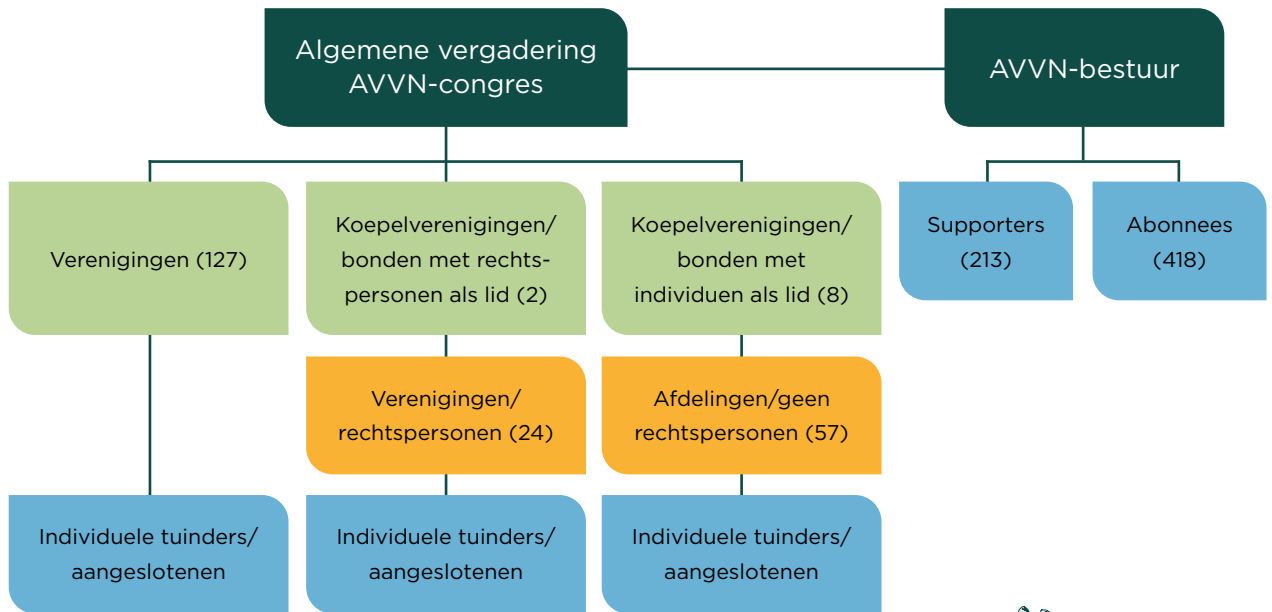 Algemene vergadering
AVVN-congres
AVVN-bestuur
Verenigingen (127)
Koepelverenigingen/
bonden met rechts-
personen als lid (2)
Koepelverenigingen/
bonden met
individuen als lid (8)
Supporters
(213)
Abonnees
(418)
Verenigingen/
rechtspersonen (24)
Afdelingen/geen
rechtspersonen (57)
Individuele tuinders/
aangeslotenen
Individuele tuinders/
aangeslotenen
Individuele tuinders/
aangeslotenen